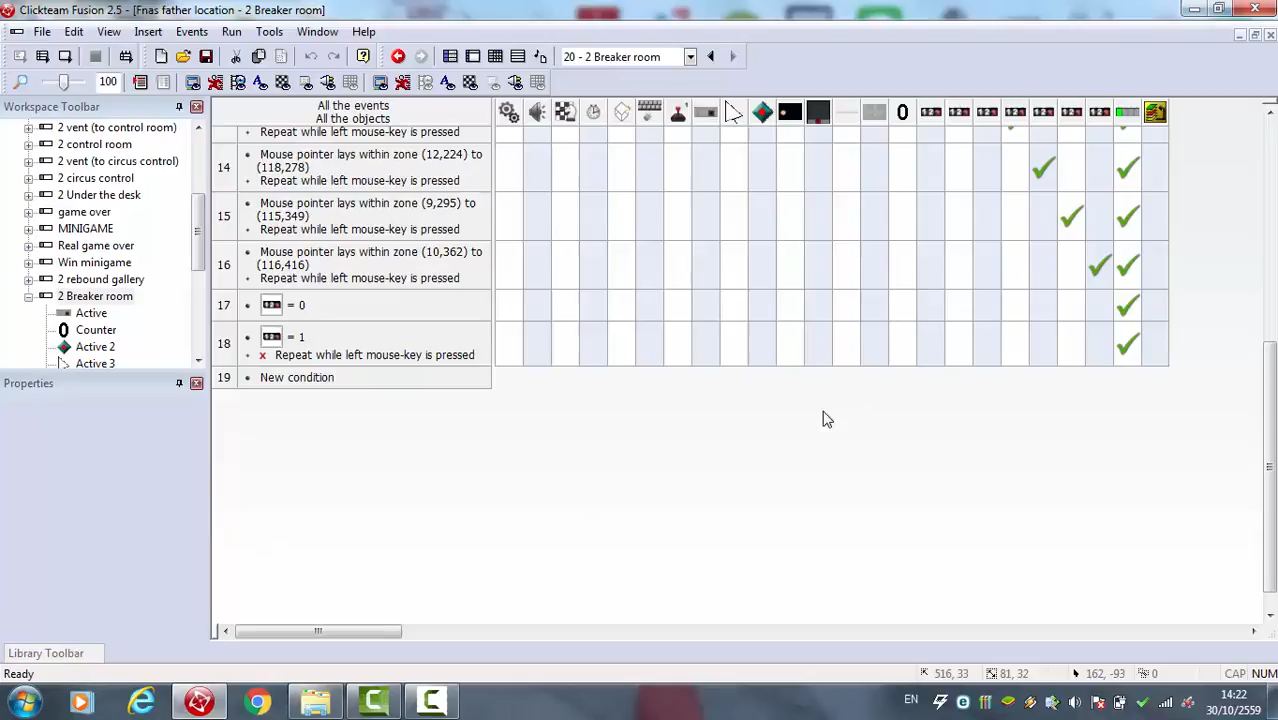 Clickteam Fusion 2.5 - [Fnas father location - 2 Breaker room]
File Edit View Insert Events Run Tools Window Help
20 - 2 Breaker room
100
Workspace Toolbar
2 vent (to control room)
2 control room
2 vent (to circus control)
2 circus control
2 Under the desk
game over
MINIGAME
Real game over
Win minigame
2 rebound gallery
2 Breaker room
Active
Counter
Active 2
Active 3
Properties
Library Toolbar
All the events
All the objects
Repeat while left mouse-key is pressed
14 Mouse pointer lays within zone (12,224) to
(118,278)
Repeat while left mouse-key is pressed
15 Mouse pointer lays within zone (9,295) to
(115,349)
Repeat while left mouse-key is pressed
16 Mouse pointer lays within zone (10,362) to
(116,416)
Repeat while left mouse-key is pressed
17 = 0
18 = 1
X Repeat while left mouse-key is pressed
19 New condition
Ready 516, 33 81, 32 162, -93 0 CAP NUM
EN 14:22
30/10/2559